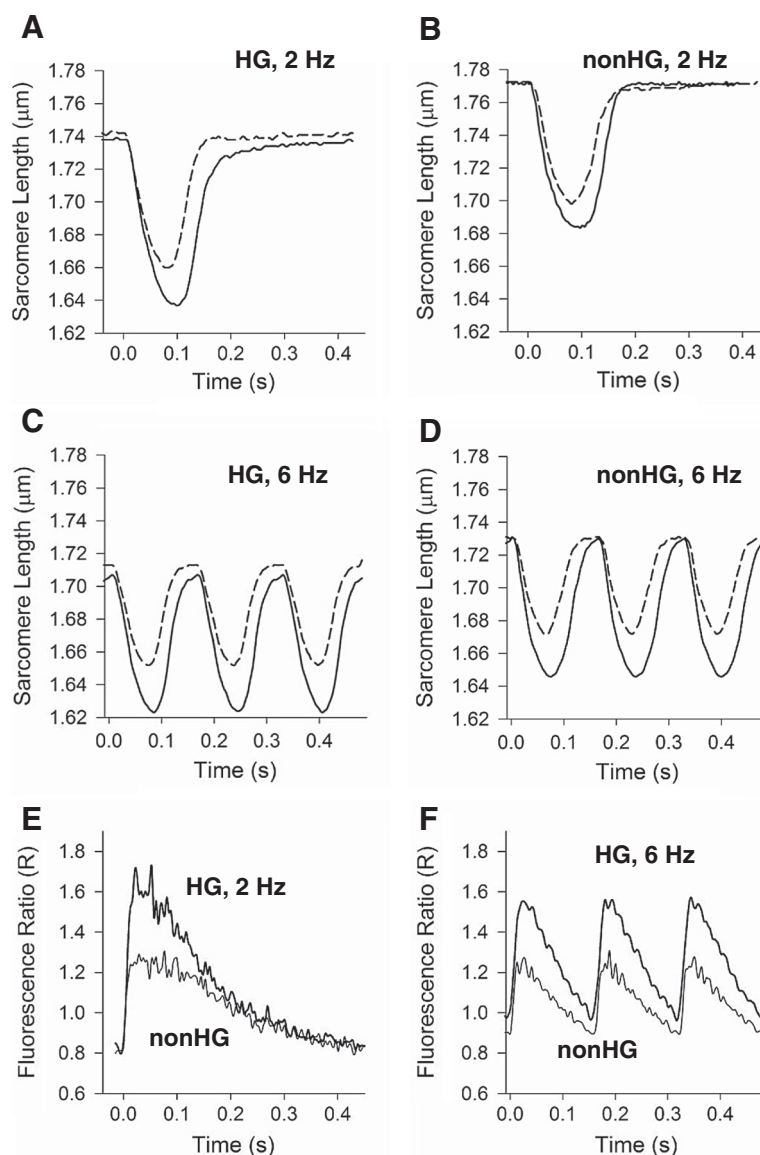 A
HG, 2 Hz
Sarcomere Length (μm)
1.78
1.76
1.74
1.72
1.70
1.68
1.66
1.64
1.62
0.0 0.1 0.2 0.3 0.4
Time (s)
B
nonHG, 2 Hz
Sarcomere Length (μm)
1.78
1.76
1.74
1.72
1.70
1.68
1.66
1.64
1.62
0.0 0.1 0.2 0.3 0.4
Time (s)
C
HG, 6 Hz
Sarcomere Length (μm)
1.78
1.76
1.74
1.72
1.70
1.68
1.66
1.64
1.62
0.0 0.1 0.2 0.3 0.4
Time (s)
D
nonHG, 6 Hz
Sarcomere Length (μm)
1.78
1.76
1.74
1.72
1.70
1.68
1.66
1.64
1.62
0.0 0.1 0.2 0.3 0.4
Time (s)
E
HG, 2 Hz
nonHG
Fluorescence Ratio (R)
1.8
1.6
1.4
1.2
1.0
0.8
0.6
0.0 0.1 0.2 0.3 0.4
Time (s)
F
HG, 6 Hz
nonHG
Fluorescence Ratio (R)
1.8
1.6
1.4
1.2
1.0
0.8
0.6
0.0 0.1 0.2 0.3 0.4
Time (s)